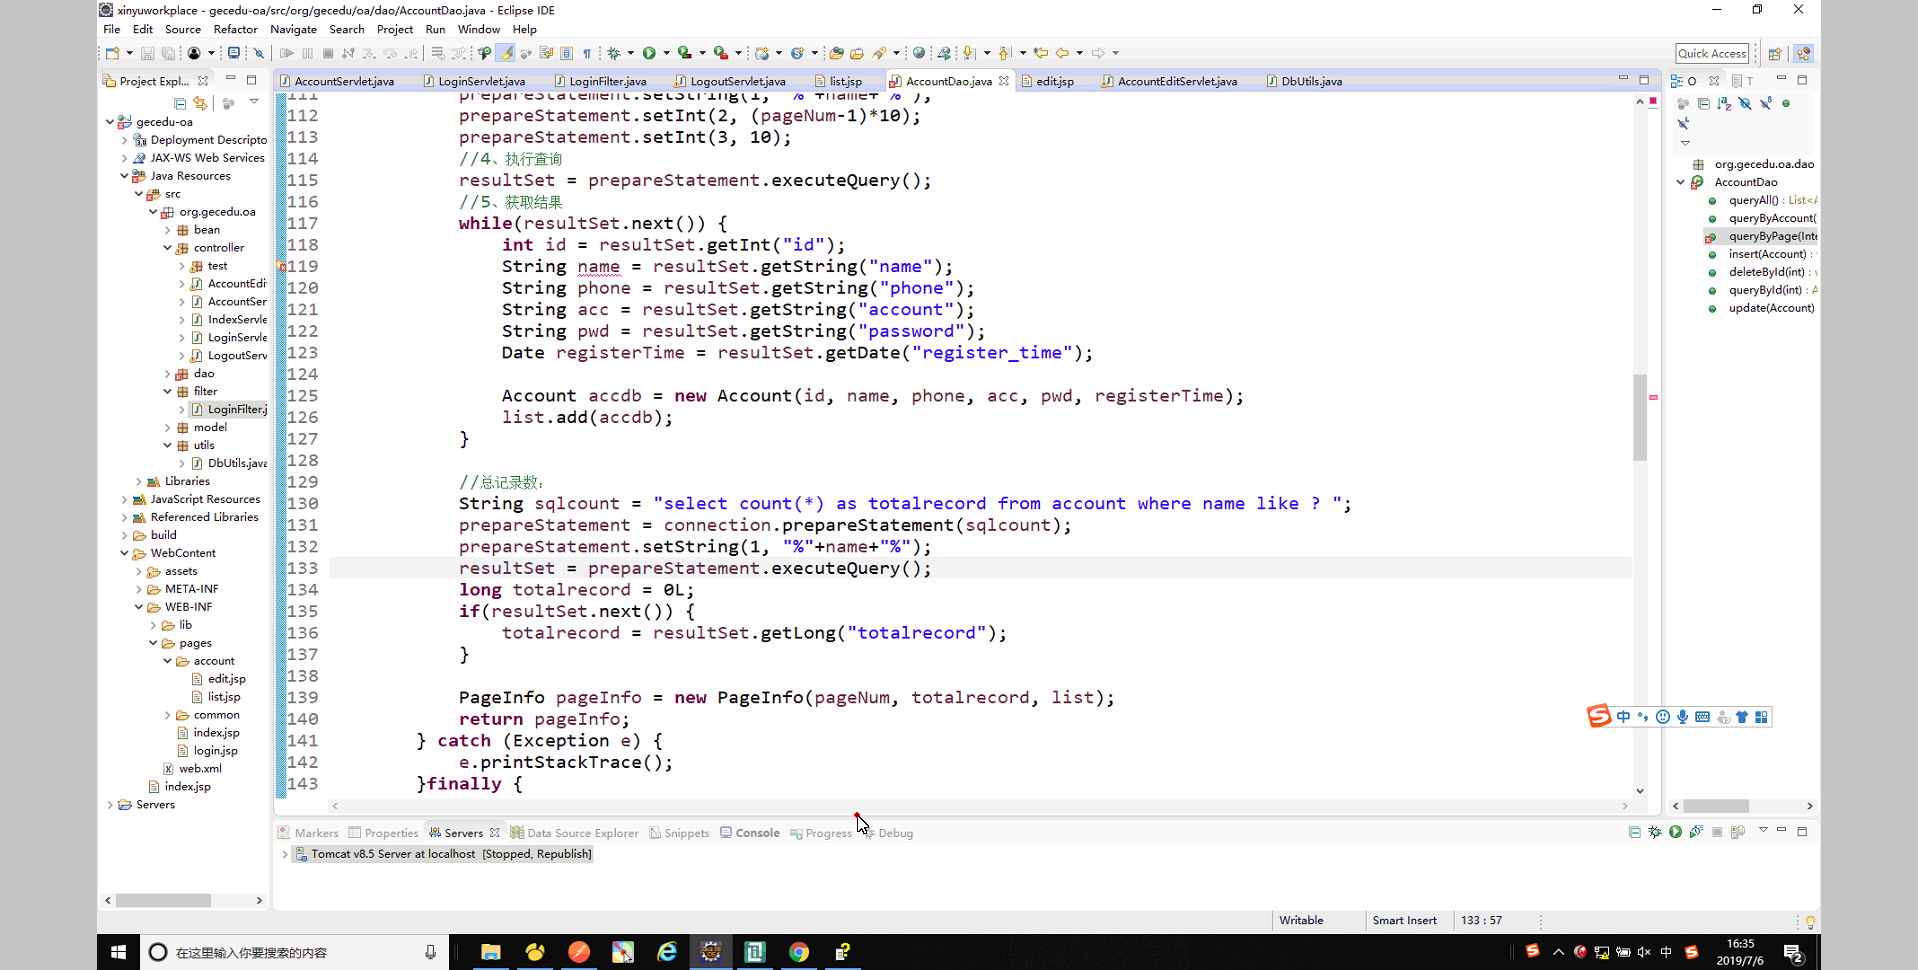 xinyuworkplace - gecedu-oa/src/org/gecedu/oa/dao/AccountDao.java - Eclipse IDE
File Edit Source Refactor Navigate Search Project Run Window Help
Quick Access
Project Expl...
AccountServlet.java LoginServlet.java LoginFilter.java LogoutServlet.java list.jsp AccountDao.java edit.jsp AccountEditServlet.java DbUtils.java
O T
gecedu-oa
Deployment Descripto
JAX-WS Web Services
Java Resources
src
org.gecedu.oa
bean
controller
test
AccountEdi
AccountSer
IndexServle
LoginServle
LogoutServ
dao
filter
LoginFilter.j
model
utils
DbUtils.java
Libraries
JavaScript Resources
Referenced Libraries
build
WebContent
assets
META-INF
WEB-INF
lib
pages
account
edit.jsp
list.jsp
common
index.jsp
login.jsp
web.xml
index.jsp
Servers
111 prepareStatement.setString(1, "%"+name+"%");
112 prepareStatement.setInt(2, (pageNum-1)*10);
113 prepareStatement.setInt(3, 10);
114 //4、执行查询
115 resultSet = prepareStatement.executeQuery();
116 //5、获取结果
117 while(resultSet.next()) {
118 int id = resultSet.getInt("id");
119 String name = resultSet.getString("name");
120 String phone = resultSet.getString("phone");
121 String acc = resultSet.getString("account");
122 String pwd = resultSet.getString("password");
123 Date registerTime = resultSet.getDate("register_time");
124
125 Account accdb = new Account(id, name, phone, acc, pwd, registerTime);
126 list.add(accdb);
127 }
128
129 //总记录数：
130 String sqlcount = "select count(*) as totalrecord from account where name like ? ";
131 prepareStatement = connection.prepareStatement(sqlcount);
132 prepareStatement.setString(1, "%"+name+"%");
133 resultSet = prepareStatement.executeQuery();
134 long totalrecord = 0L;
135 if(resultSet.next()) {
136 totalrecord = resultSet.getLong("totalrecord");
137 }
138
139 PageInfo pageInfo = new PageInfo(pageNum, totalrecord, list);
140 return pageInfo;
141 } catch (Exception e) {
142 e.printStackTrace();
143 }finally {
org.gecedu.oa.dao
AccountDao
queryAll() : List<A
queryByAccount(
queryByPage(Inte
insert(Account) :
deleteById(int) :
queryById(int) : A
update(Account)
中
Markers Properties Servers Data Source Explorer Snippets Console Progress Debug
Tomcat v8.5 Server at localhost [Stopped, Republish]
Writable Smart Insert 133 : 57
在这里输入你要搜索的内容
中
16:35
2019/7/6
2